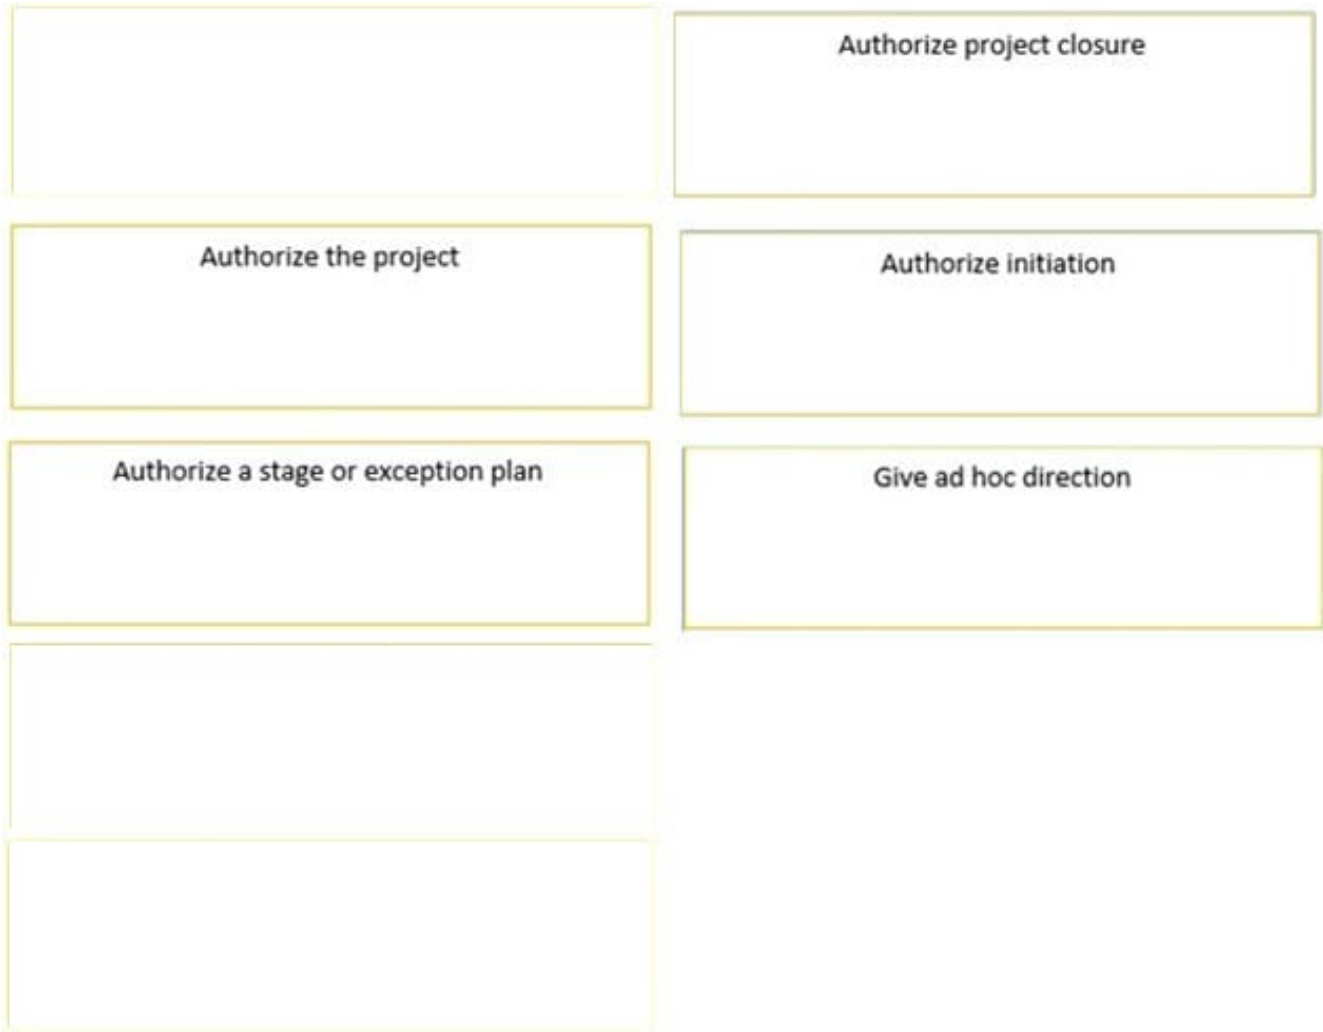 Authorize project closure
Authorize the project
Authorize initiation
Authorize a stage or exception plan
Give ad hoc direction